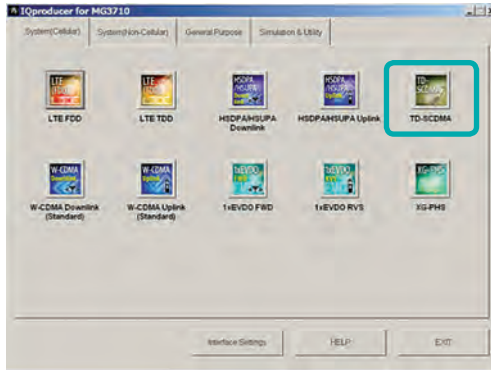 IQproducer for MG3710
System(Cellular) System(Non-Cellular) General Purpose Simulation & Utility
LTE FDD LTE TDD HSDPA/HSUPA Downlink HSDPA/HSUPA Uplink TD-SCDMA
W-CDMA Downlink (Standard) W-CDMA Uplink (Standard) 1xEVDO FWD 1xEVDO RVS XG-PHS
Interface Settings HELP EXIT